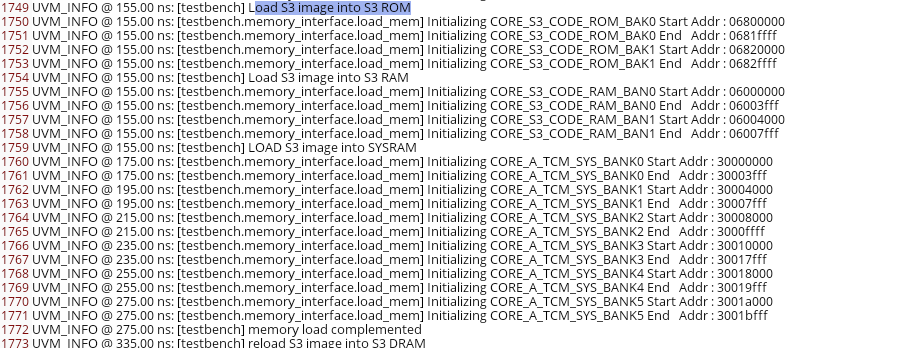 1749 UVM_INFO @ 155.00 ns: [testbench] Load S3 image into S3 ROM
1750 UVM_INFO @ 155.00 ns: [testbench.memory_interface.load_mem] Initializing CORE_S3_CODE_ROM_BAK0 Start Addr : 06800000
1751 UVM_INFO @ 155.00 ns: [testbench.memory_interface.load_mem] Initializing CORE_S3_CODE_ROM_BAK0 End   Addr : 0681ffff
1752 UVM_INFO @ 155.00 ns: [testbench.memory_interface.load_mem] Initializing CORE_S3_CODE_ROM_BAK1 Start Addr : 06820000
1753 UVM_INFO @ 155.00 ns: [testbench.memory_interface.load_mem] Initializing CORE_S3_CODE_ROM_BAK1 End   Addr : 0682ffff
1754 UVM_INFO @ 155.00 ns: [testbench] Load S3 image into S3 RAM
1755 UVM_INFO @ 155.00 ns: [testbench.memory_interface.load_mem] Initializing CORE_S3_CODE_RAM_BAN0 Start Addr : 06000000
1756 UVM_INFO @ 155.00 ns: [testbench.memory_interface.load_mem] Initializing CORE_S3_CODE_RAM_BAN0 End   Addr : 06003fff
1757 UVM_INFO @ 155.00 ns: [testbench.memory_interface.load_mem] Initializing CORE_S3_CODE_RAM_BAN1 Start Addr : 06004000
1758 UVM_INFO @ 155.00 ns: [testbench.memory_interface.load_mem] Initializing CORE_S3_CODE_RAM_BAN1 End   Addr : 06007fff
1759 UVM_INFO @ 155.00 ns: [testbench] LOAD S3 image into SYSRAM
1760 UVM_INFO @ 175.00 ns: [testbench.memory_interface.load_mem] Initializing CORE_A_TCM_SYS_BANK0 Start Addr : 30000000
1761 UVM_INFO @ 175.00 ns: [testbench.memory_interface.load_mem] Initializing CORE_A_TCM_SYS_BANK0 End   Addr : 30003fff
1762 UVM_INFO @ 195.00 ns: [testbench.memory_interface.load_mem] Initializing CORE_A_TCM_SYS_BANK1 Start Addr : 30004000
1763 UVM_INFO @ 195.00 ns: [testbench.memory_interface.load_mem] Initializing CORE_A_TCM_SYS_BANK1 End   Addr : 30007fff
1764 UVM_INFO @ 215.00 ns: [testbench.memory_interface.load_mem] Initializing CORE_A_TCM_SYS_BANK2 Start Addr : 30008000
1765 UVM_INFO @ 215.00 ns: [testbench.memory_interface.load_mem] Initializing CORE_A_TCM_SYS_BANK2 End   Addr : 3000ffff
1766 UVM_INFO @ 235.00 ns: [testbench.memory_interface.load_mem] Initializing CORE_A_TCM_SYS_BANK3 Start Addr : 30010000
1767 UVM_INFO @ 235.00 ns: [testbench.memory_interface.load_mem] Initializing CORE_A_TCM_SYS_BANK3 End   Addr : 30017fff
1768 UVM_INFO @ 255.00 ns: [testbench.memory_interface.load_mem] Initializing CORE_A_TCM_SYS_BANK4 Start Addr : 30018000
1769 UVM_INFO @ 255.00 ns: [testbench.memory_interface.load_mem] Initializing CORE_A_TCM_SYS_BANK4 End   Addr : 30019fff
1770 UVM_INFO @ 275.00 ns: [testbench.memory_interface.load_mem] Initializing CORE_A_TCM_SYS_BANK5 Start Addr : 3001a000
1771 UVM_INFO @ 275.00 ns: [testbench.memory_interface.load_mem] Initializing CORE_A_TCM_SYS_BANK5 End   Addr : 3001bfff
1772 UVM_INFO @ 275.00 ns: [testbench] memory load complemented
1773 UVM_INFO @ 335.00 ns: [testbench] reload S3 image into S3 DRAM